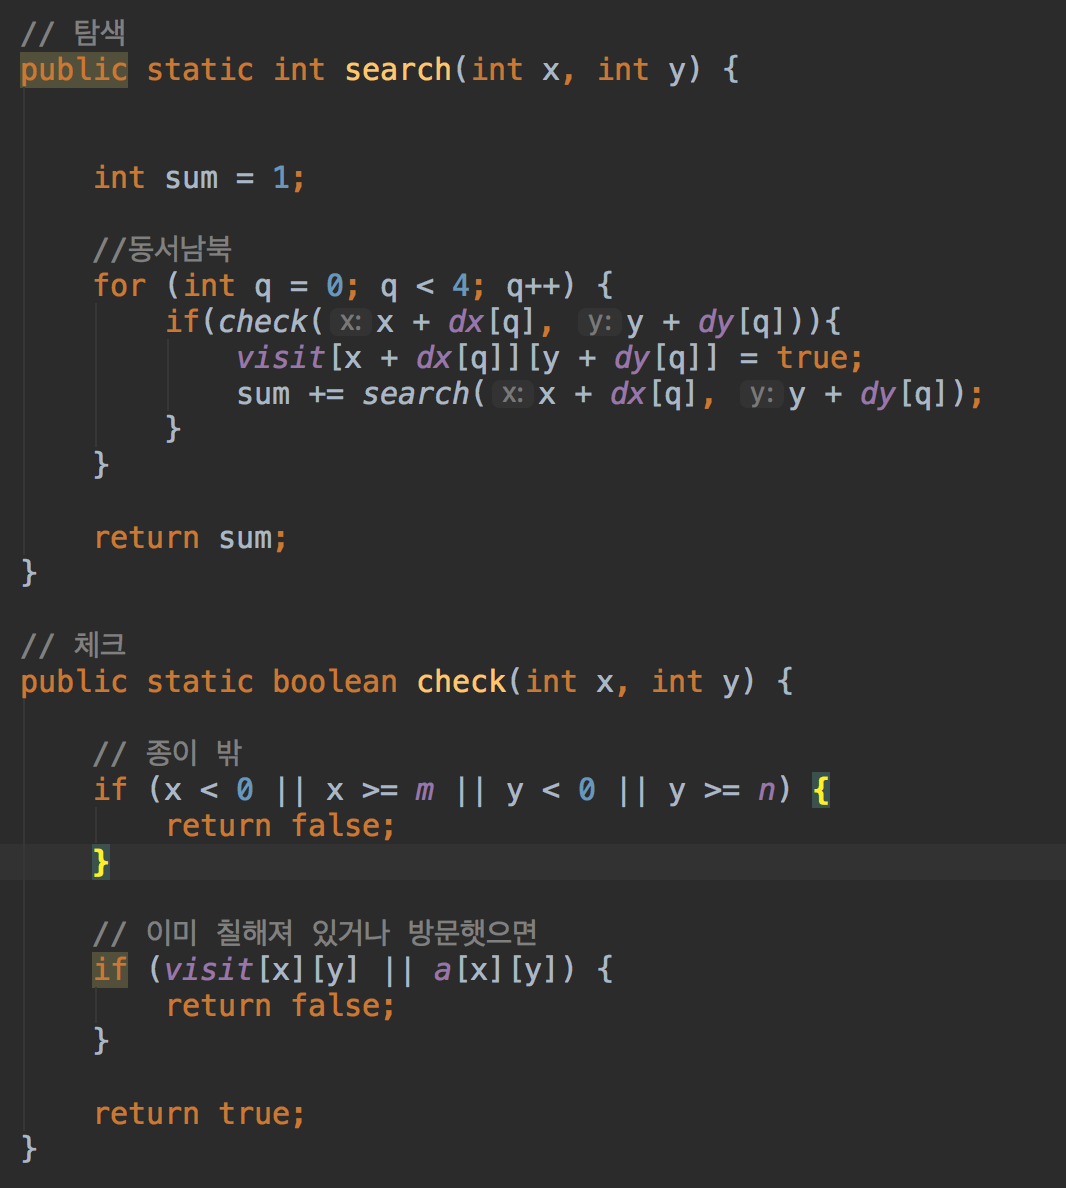 // 탐색
public static int search(int x, int y) {
int sum = 1;
//동서남북
for (int q = 0; q < 4; q++) {
if(check( x: x + dx[q], y: y + dy[q])){
visit[x + dx[q]][y + dy[q]] = true;
sum += search( x: x + dx[q], y: y + dy[q]);
}
}
return sum;
}
// 체크
public static boolean check(int x, int y) {
// 종이 밖
if (x < 0 || x >= m || y < 0 || y >= n) {
return false;
}
// 이미 칠해져 있거나 방문햇으면
if (visit[x][y] || a[x][y]) {
return false;
}
return true;
}